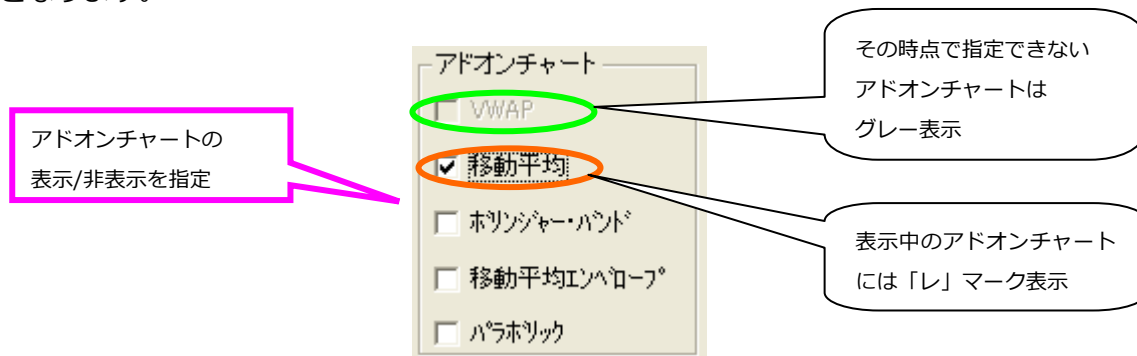 となります。
アドオンチャート
VWAP
移動平均
ﾎﾞﾘﾝｼﾞｬｰ・ﾊﾞﾝﾄﾞ
移動平均ｴﾝﾍﾞﾛｰﾌﾟ
ﾊﾟﾗﾎﾞﾘｯｸ
アドオンチャートの
表示/非表示を指定
その時点で指定できない
アドオンチャートは
グレー表示
表示中のアドオンチャート
には「レ」マーク表示